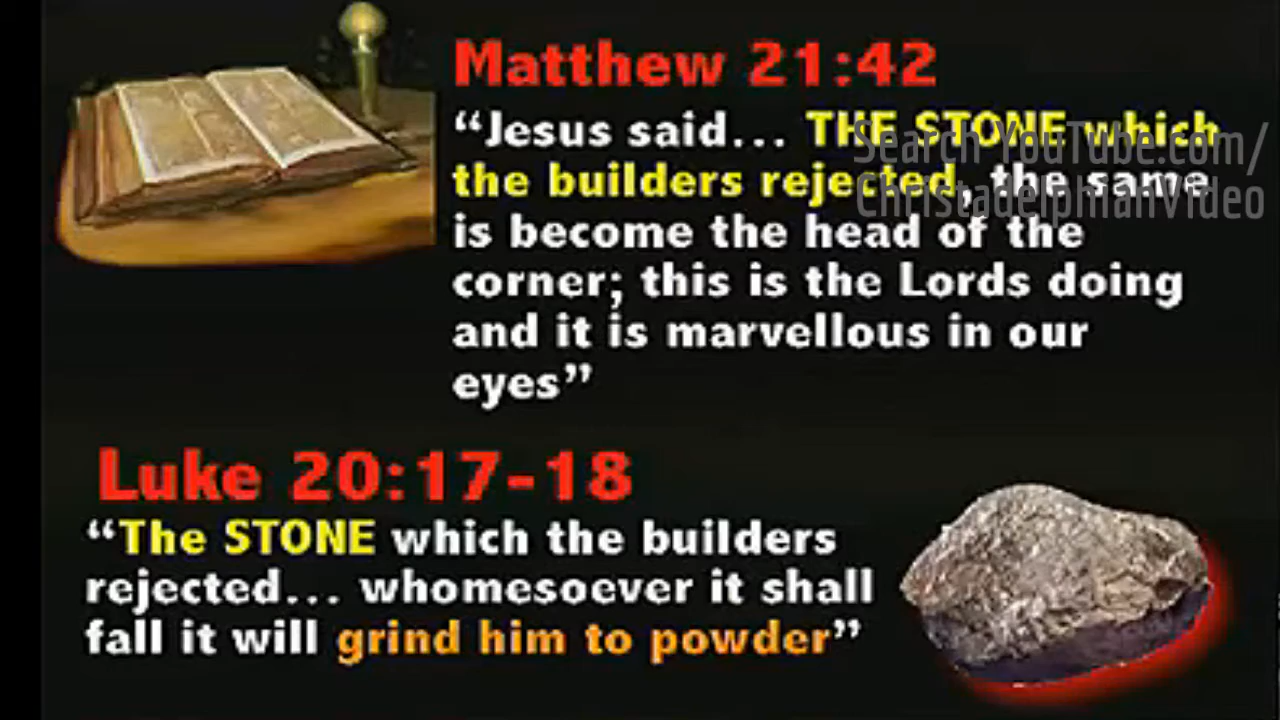 Matthew 21:42
“Jesus said... THE STONE which
the builders rejected, the same
is become the head of the
corner; this is the Lords doing
and it is marvellous in our
eyes”
Search YouTube.com/
ChristadelphianVideo
Luke 20:17-18
“The STONE which the builders
rejected... whomesoever it shall
fall it will grind him to powder”